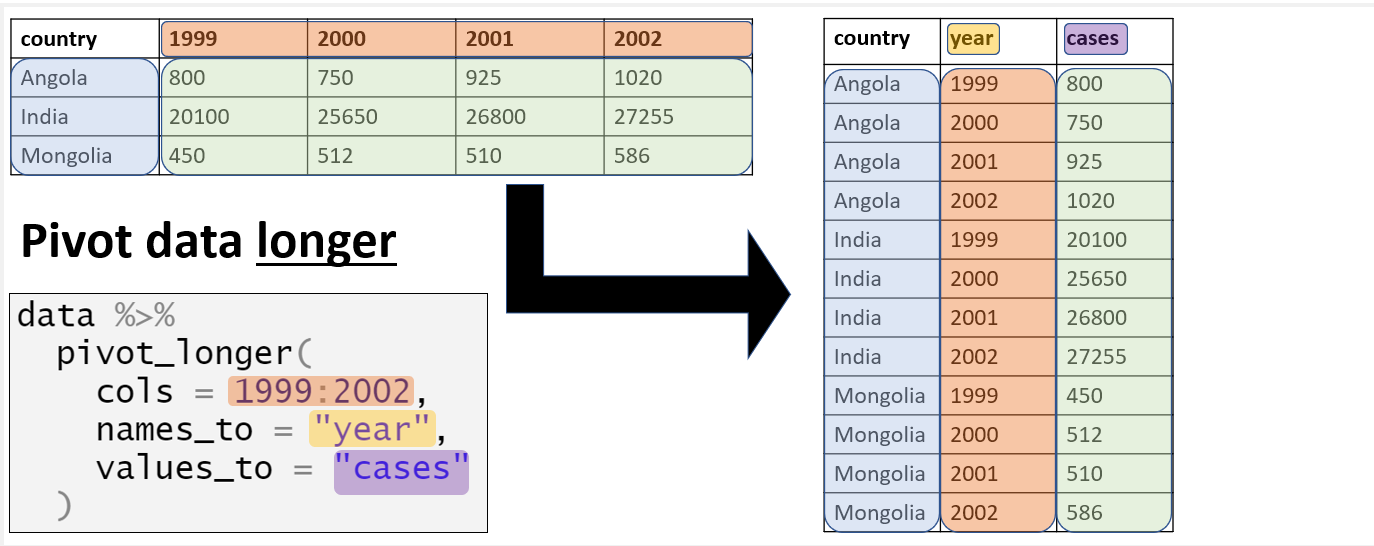 country 1999 2000 2001 2002
Angola 800 750 925 1020
India 20100 25650 26800 27255
Mongolia 450 512 510 586
Pivot data longer
data %>%
pivot_longer(
cols = 1999:2002,
names_to = "year",
values_to = "cases"
)
country year cases
Angola 1999 800
Angola 2000 750
Angola 2001 925
Angola 2002 1020
India 1999 20100
India 2000 25650
India 2001 26800
India 2002 27255
Mongolia 1999 450
Mongolia 2000 512
Mongolia 2001 510
Mongolia 2002 586